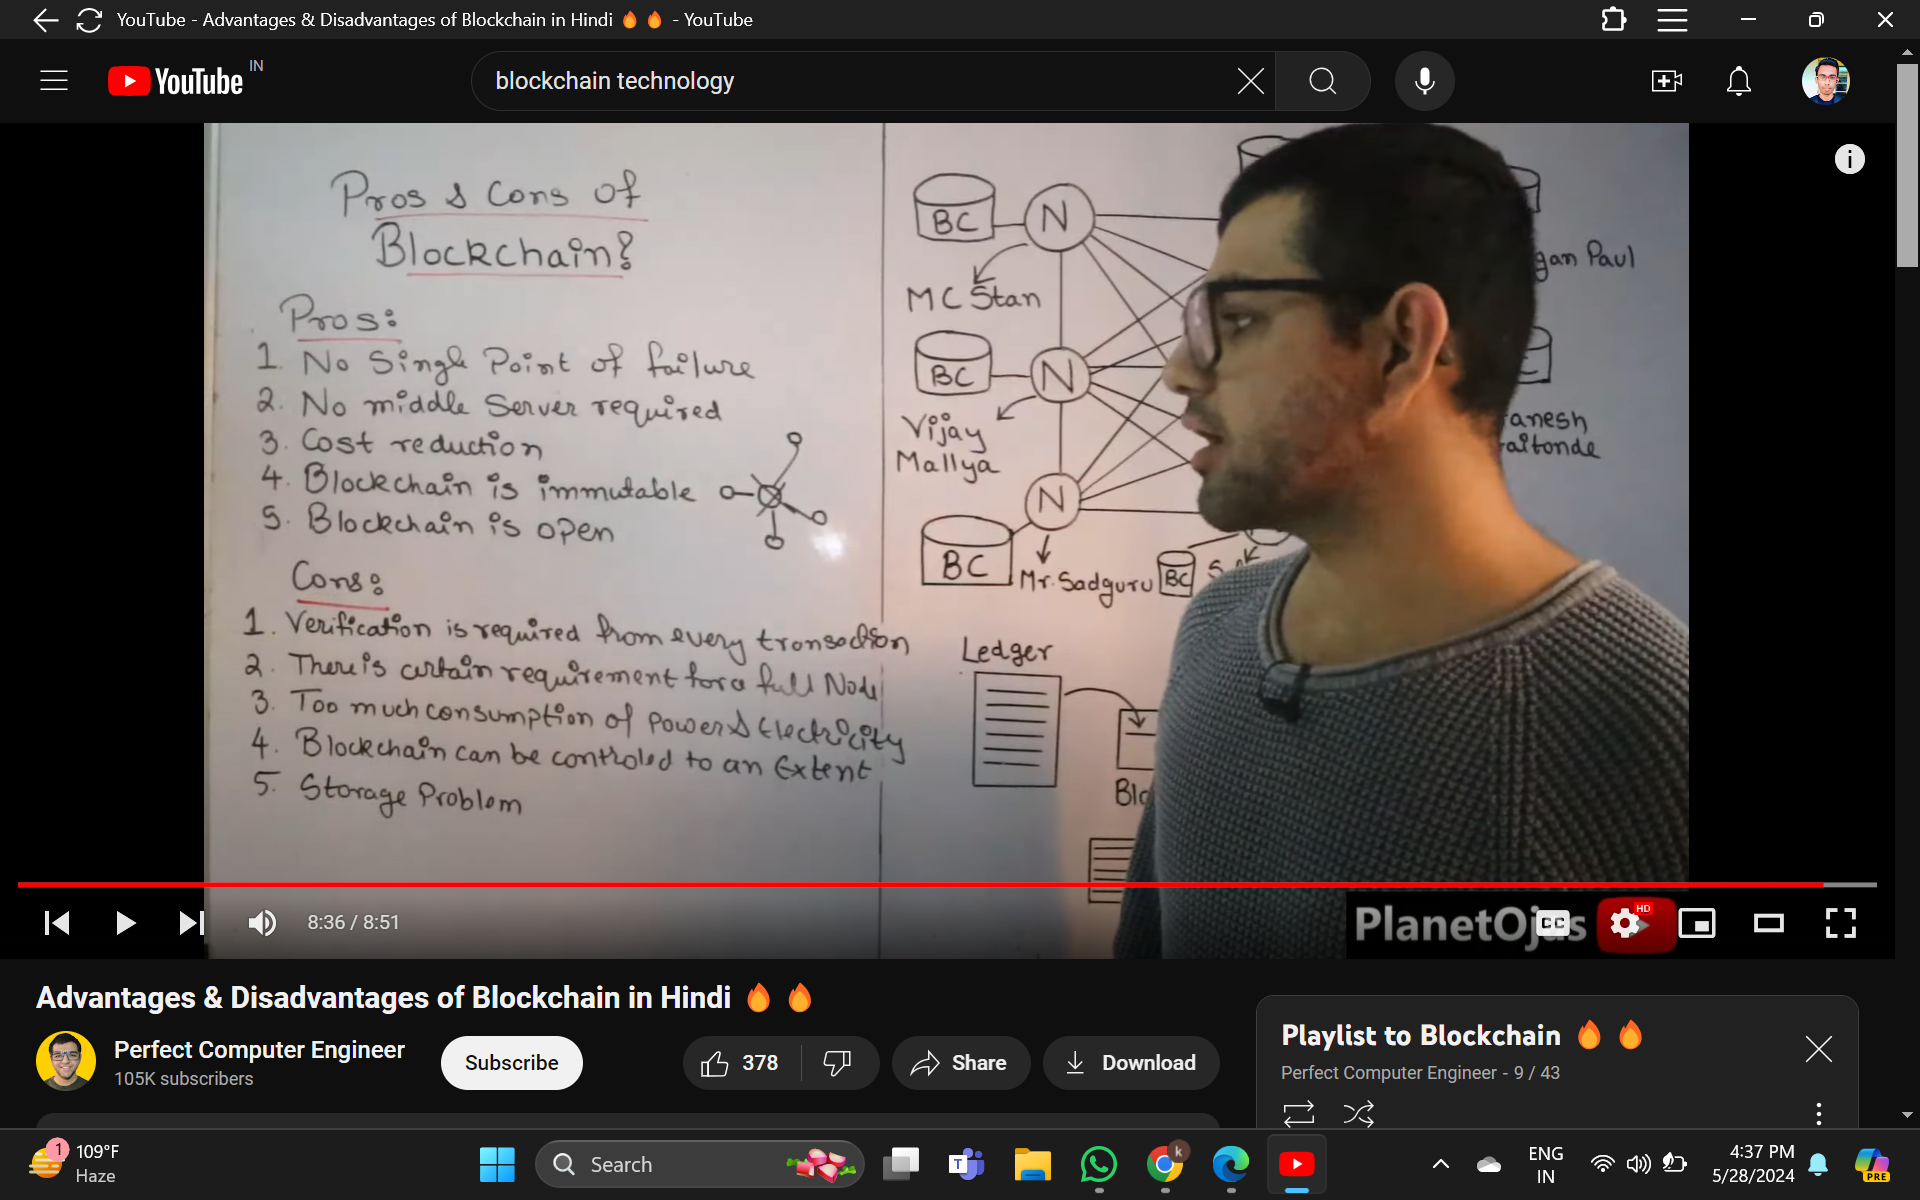 YouTube - Advantages & Disadvantages of Blockchain in Hindi 🔥 🔥 - YouTube
YouTube IN
blockchain technology
Pros & Cons of
Blockchain?
Pros:
1. No Single Point of failure
2. No middle Server required
3. Cost reduction
4. Blockchain is immutable
5. Blockchain is open
Cons:
1. Verification is required from every transaction
2. There is certain requirement for a full Node
3. Too much consumption of power & Electricity
4. Blockchain can be controled to an Extent
5. Storage Problem
BC N
MC Stan
BC N
Vijay
Mallya
N
BC
Mr. Sadguru
BC
gan Paul
anesh
aitonde
Ledger
Blo
8:36 / 8:51
PlanetOjas
CC
HD
Advantages & Disadvantages of Blockchain in Hindi 🔥 🔥
Perfect Computer Engineer
105K subscribers
Subscribe
378
Share
Download
Playlist to Blockchain 🔥 🔥
Perfect Computer Engineer - 9 / 43
1
109°F
Haze
Search
T
k
ENG
IN
4:37 PM
5/28/2024
PRE